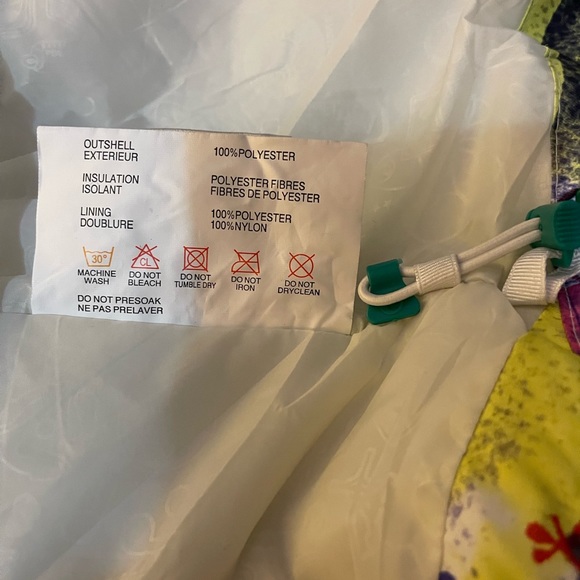 OUTSHELL
EXTERIEUR 100%POLYESTER
INSULATION POLYESTER FIBRES
ISOLANT FIBRES DE POLYESTER
LINING 100%POLYESTER
DOUBLURE 100%NYLON
30° CL
MACHINE WASH
DO NOT BLEACH
DO NOT TUMBLE DRY
DO NOT IRON
DO NOT DRYCLEAN
DO NOT PRESOAK
NE PAS PRELAVER